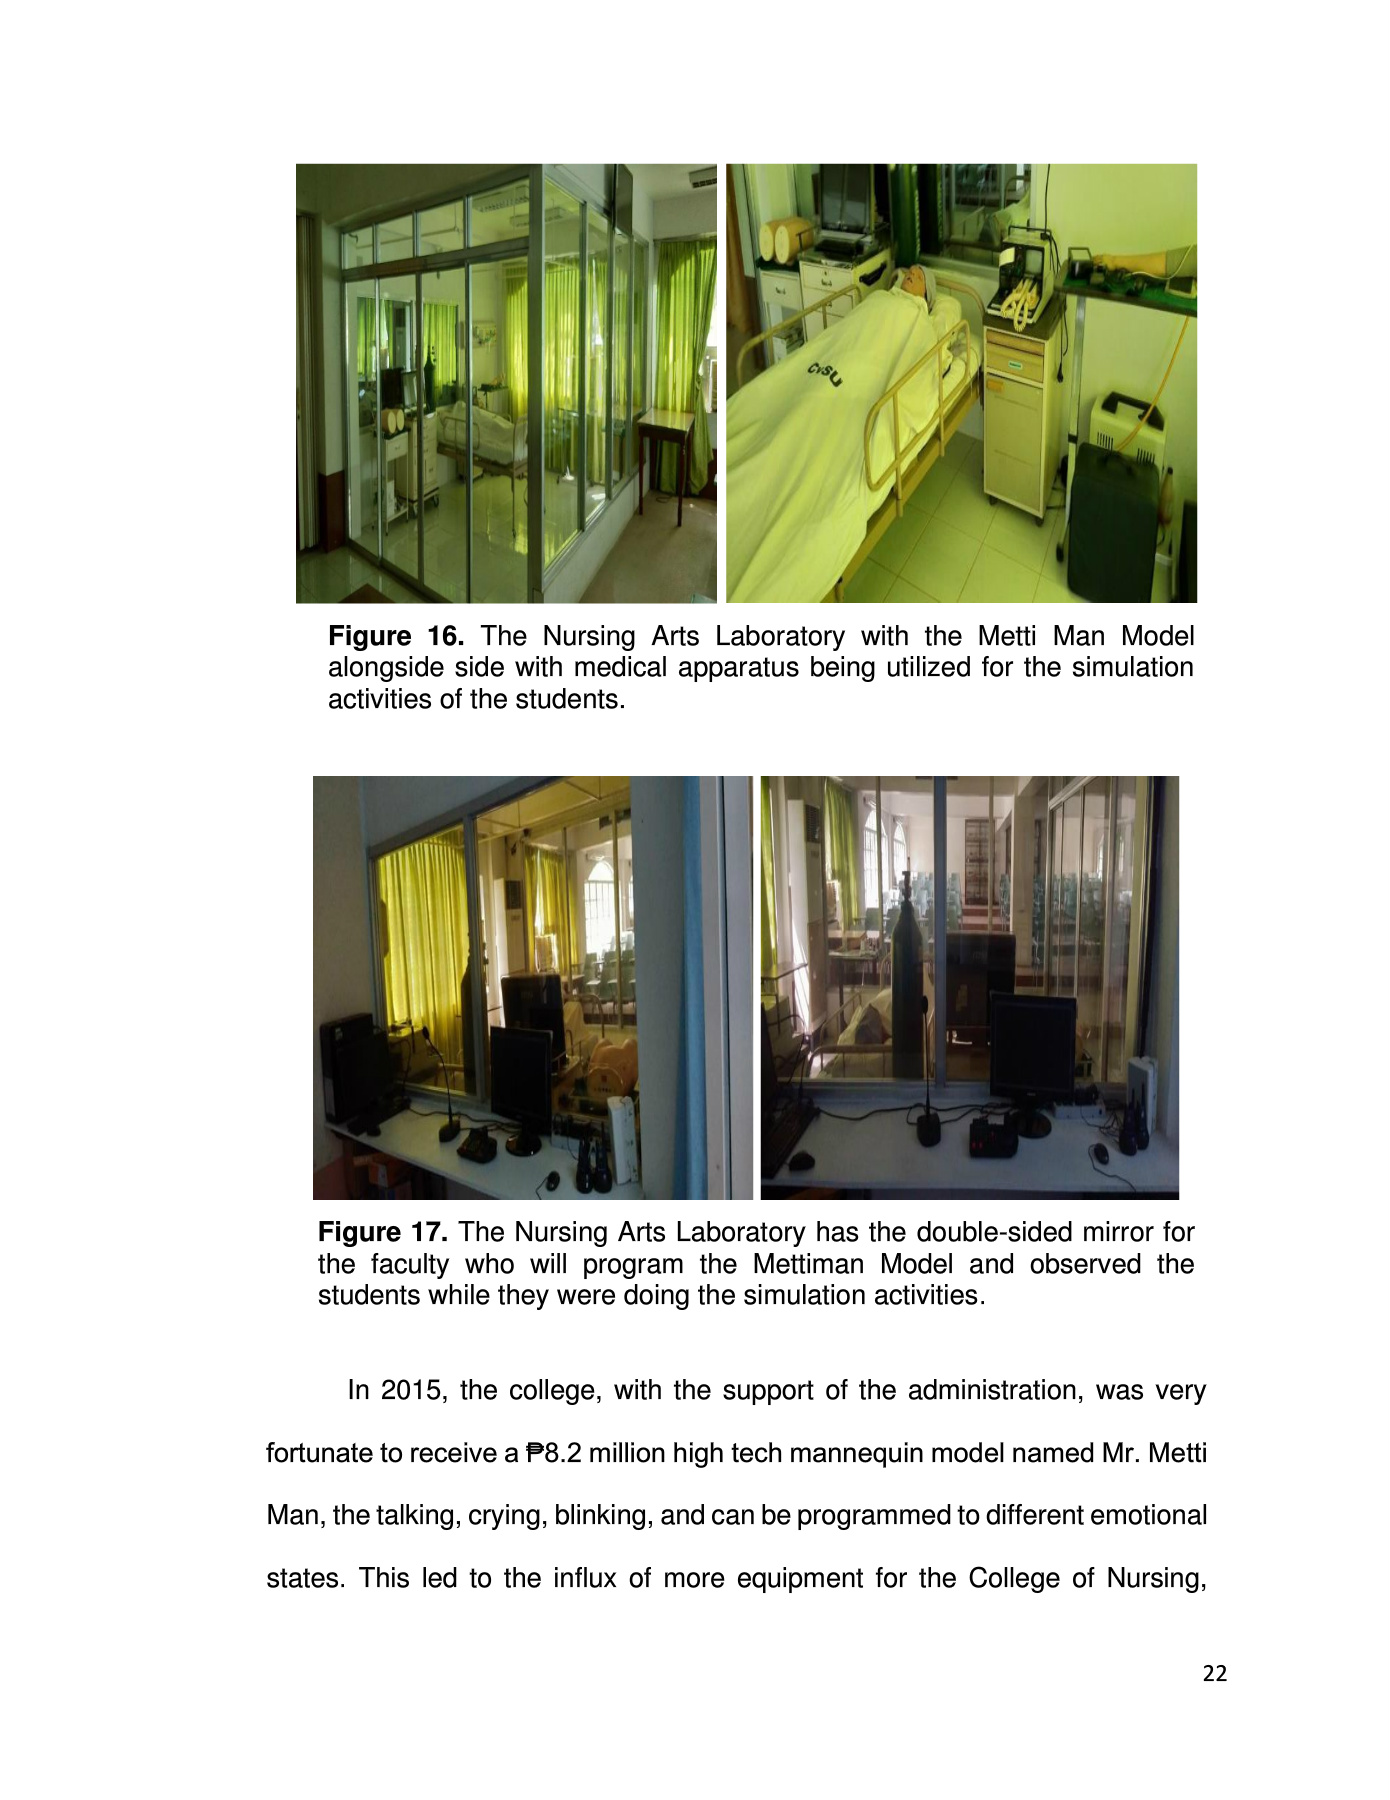 CvSU
Figure 16. The Nursing Arts Laboratory with the Metti Man Model
alongside side with medical apparatus being utilized for the simulation
activities of the students.
Figure 17. The Nursing Arts Laboratory has the double-sided mirror for
the faculty who will program the Mettiman Model and observed the
students while they were doing the simulation activities.
In 2015, the college, with the support of the administration, was very
fortunate to receive a ₱8.2 million high tech mannequin model named Mr. Metti
Man, the talking, crying, blinking, and can be programmed to different emotional
states. This led to the influx of more equipment for the College of Nursing,
22